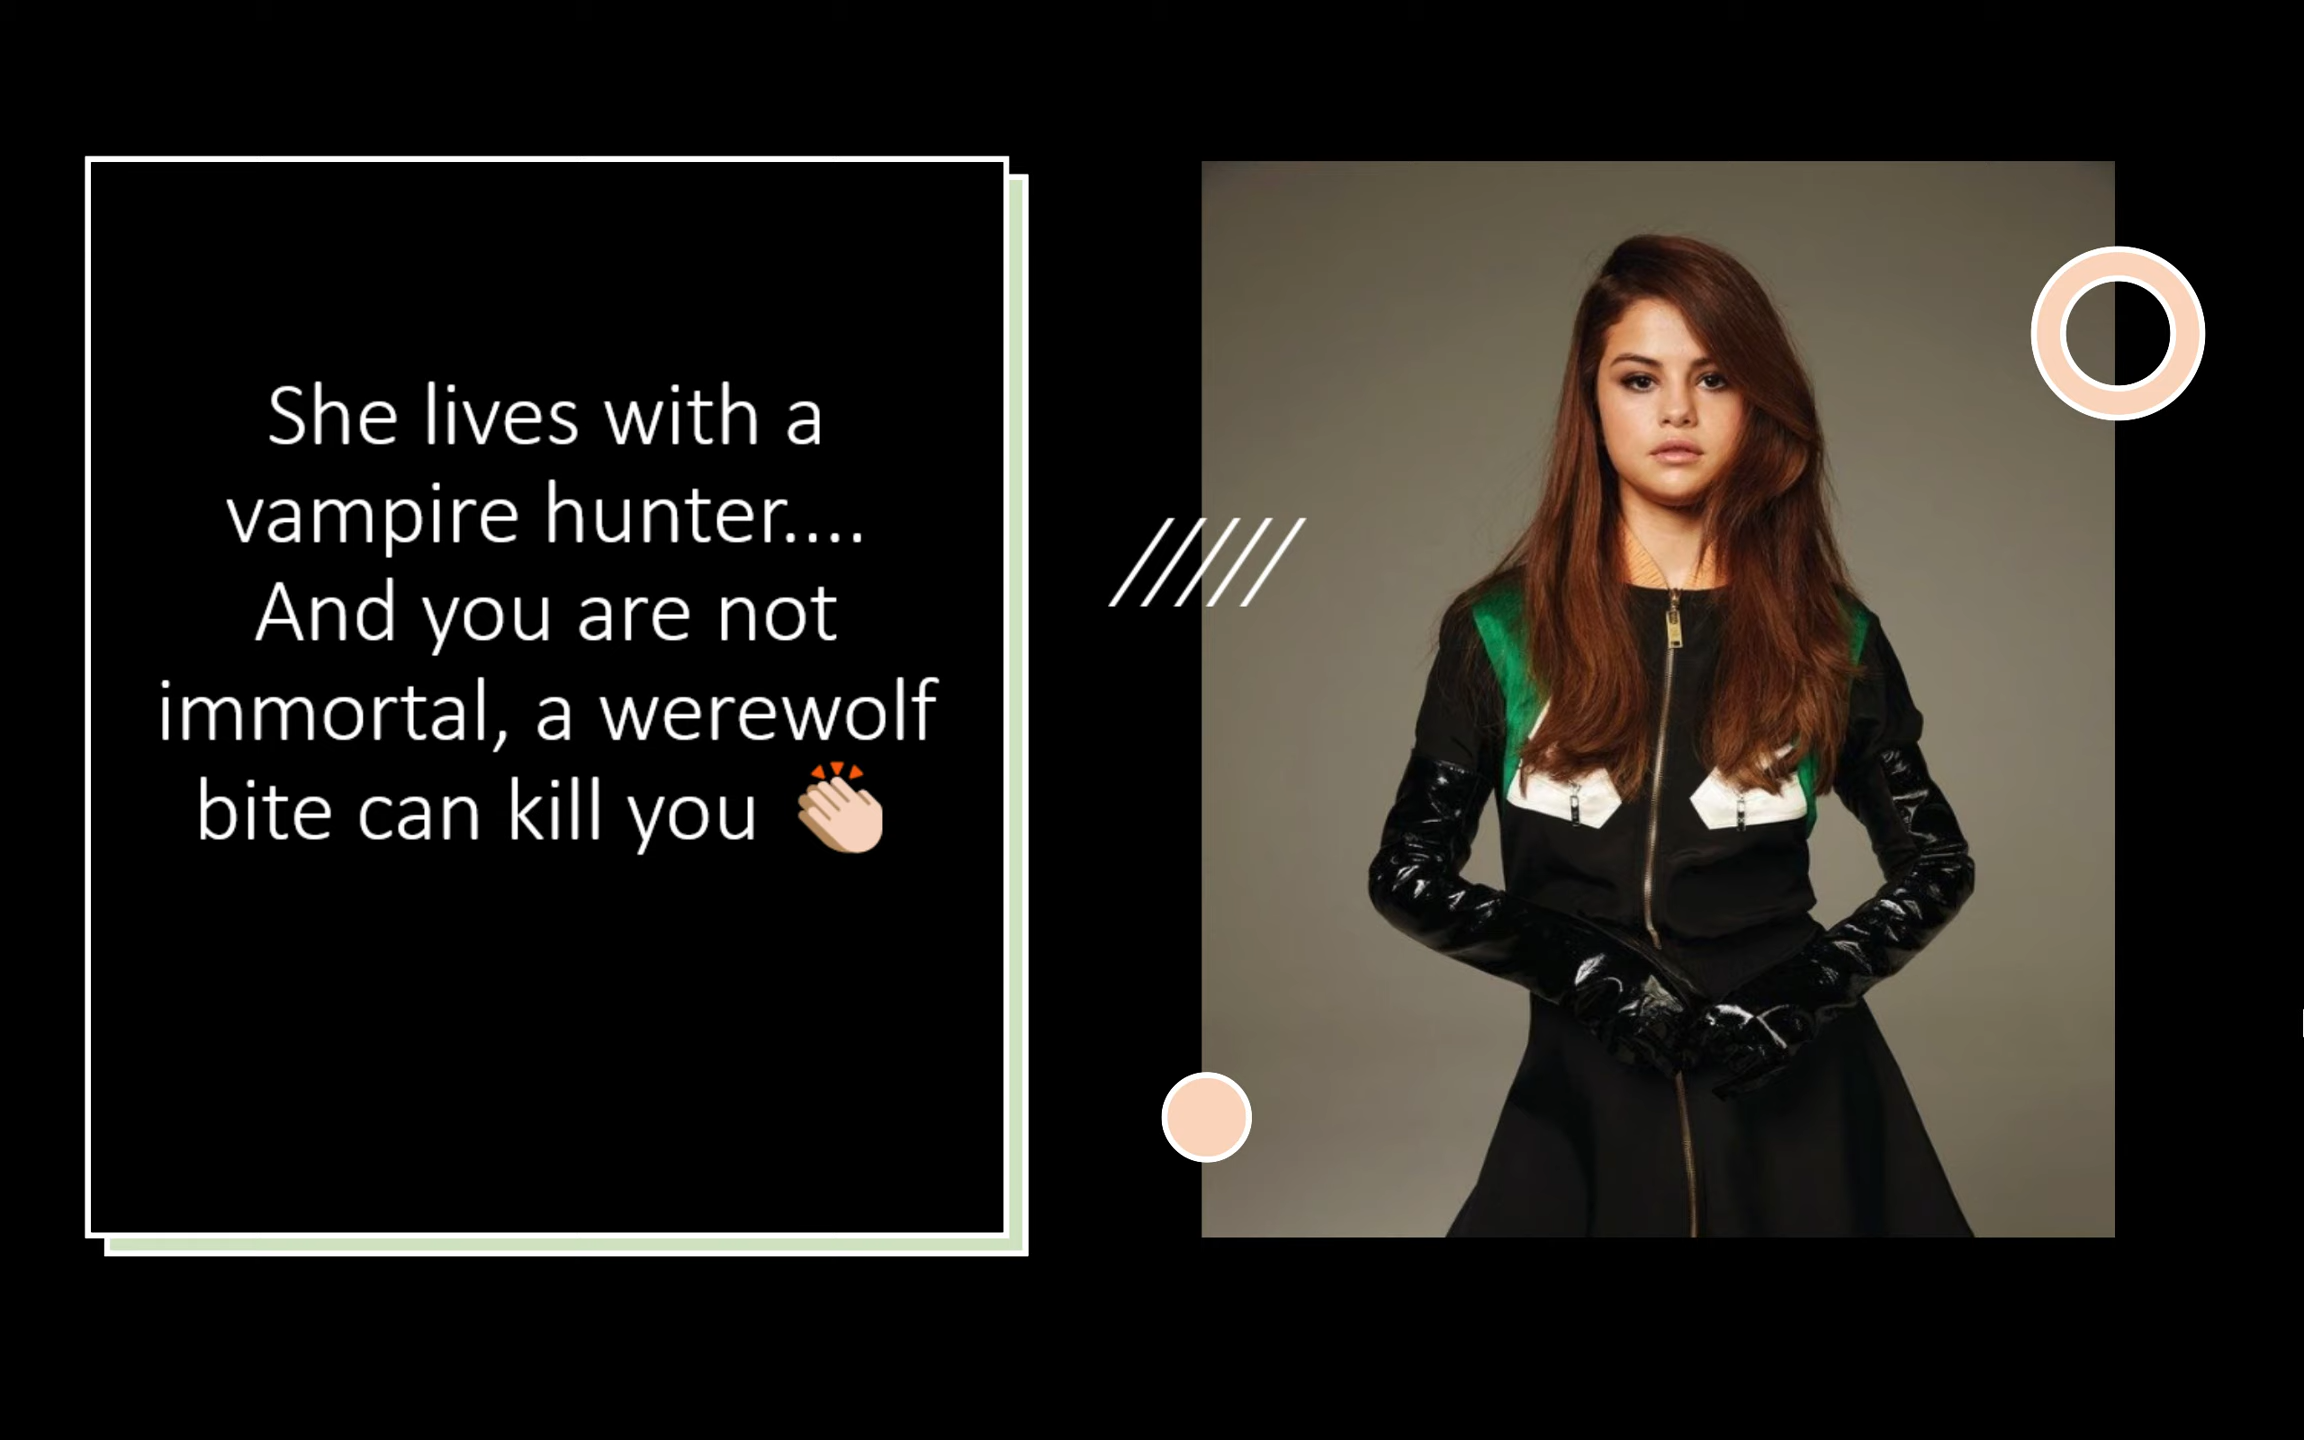 She lives with a
vampire hunter....
And you are not
immortal, a werewolf
bite can kill you 👏🏻